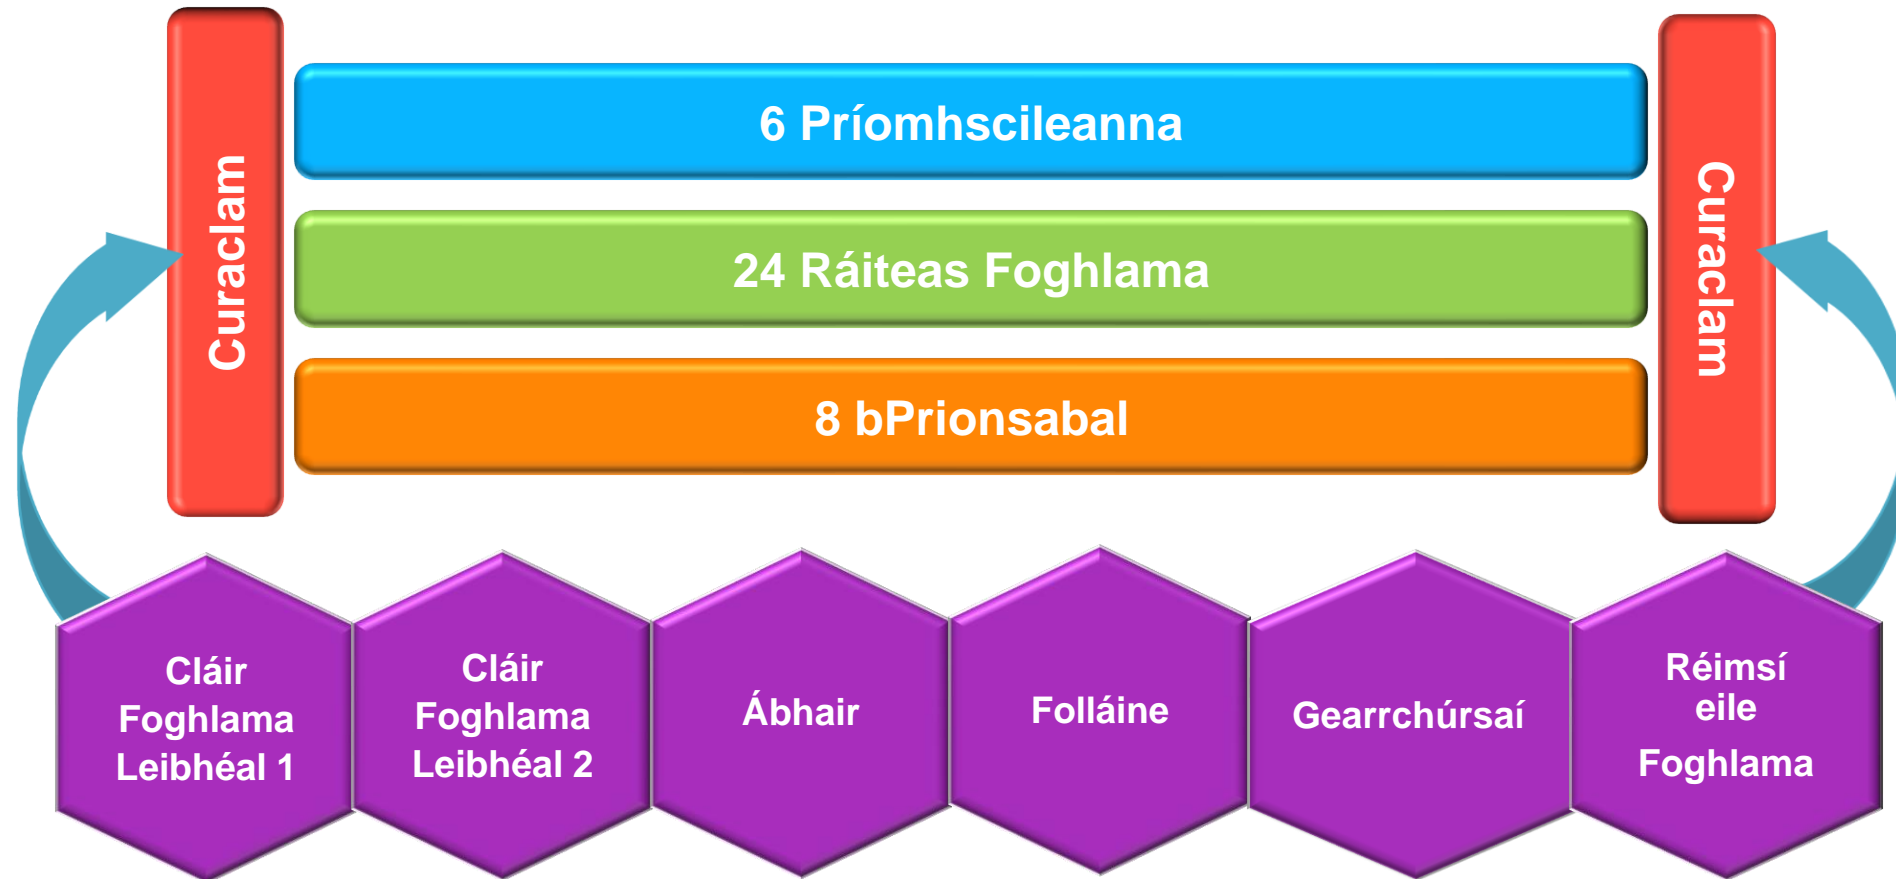 Curaclam
6 Príomhscileanna
24 Ráiteas Foghlama
8 bPrionsabal
Curaclam
Cláir
Foghlama
Leibhéal 1
Cláir
Foghlama
Leibhéal 2
Ábhair
Folláine
Gearrchúrsaí
Réimsí
eile
Foghlama